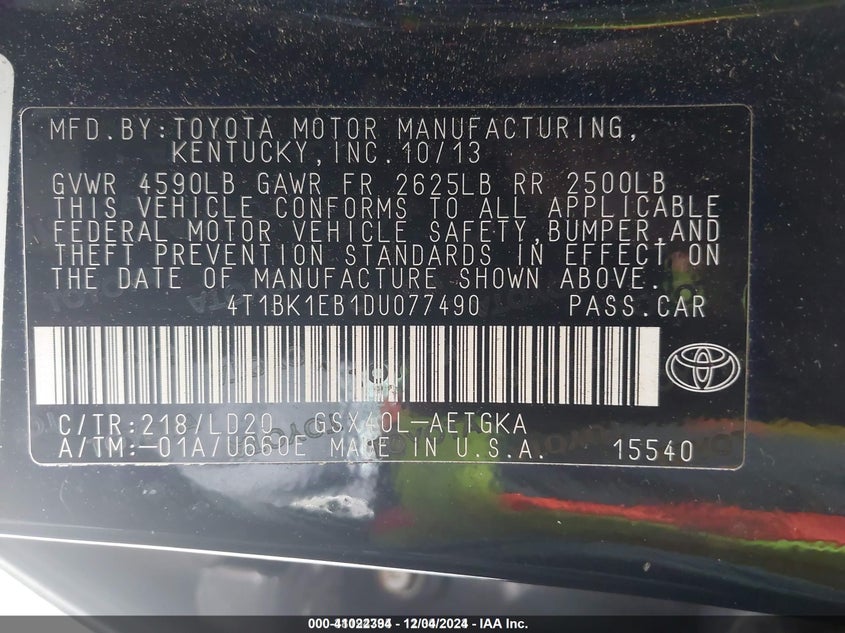 MFD.BY:TOYOTA MOTOR MANUFACTURING,
KENTUCKY,INC.10/13
GVWR 4590LB GAWR FR 2625LB RR 2500LB
THIS VEHICLE CONFORMS TO ALL APPLICABLE
FEDERAL MOTOR VEHICLE SAFETY,BUMPER,AND
THEFT PREVENTION STANDARDS IN EFFECT ON
THE DATE OF MANUFACTURE SHOWN ABOVE.
4T1BK1EB1DU077490 PASS.CAR
C/TR:218/LD20 GSX40L-AETGKA
A/TM:-01A/U660E MADE IN U.S.A. 15540
000-41092394 - 12/04/2024 - IAA Inc.